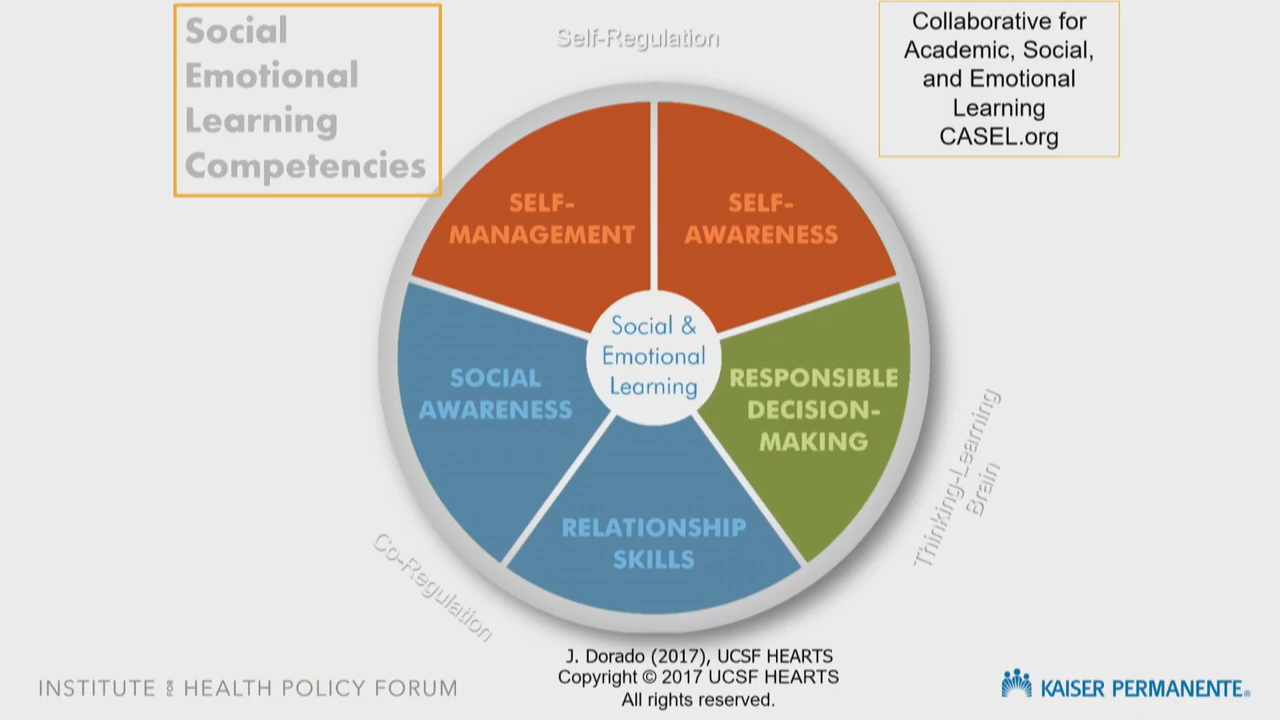 Social
Emotional
Learning
Competencies
Self-Regulation
Collaborative for
Academic, Social,
and Emotional
Learning
CASEL.org
SELF-
MANAGEMENT
SELF-
AWARENESS
Social &
Emotional
Learning
SOCIAL
AWARENESS
RESPONSIBLE
DECISION-
MAKING
RELATIONSHIP
SKILLS
Co-Regulation
Thinking-Learning
Brain
J. Dorado (2017), UCSF HEARTS
Copyright © 2017 UCSF HEARTS
All rights reserved.
INSTITUTE FOR HEALTH POLICY FORUM
KAISER PERMANENTE®